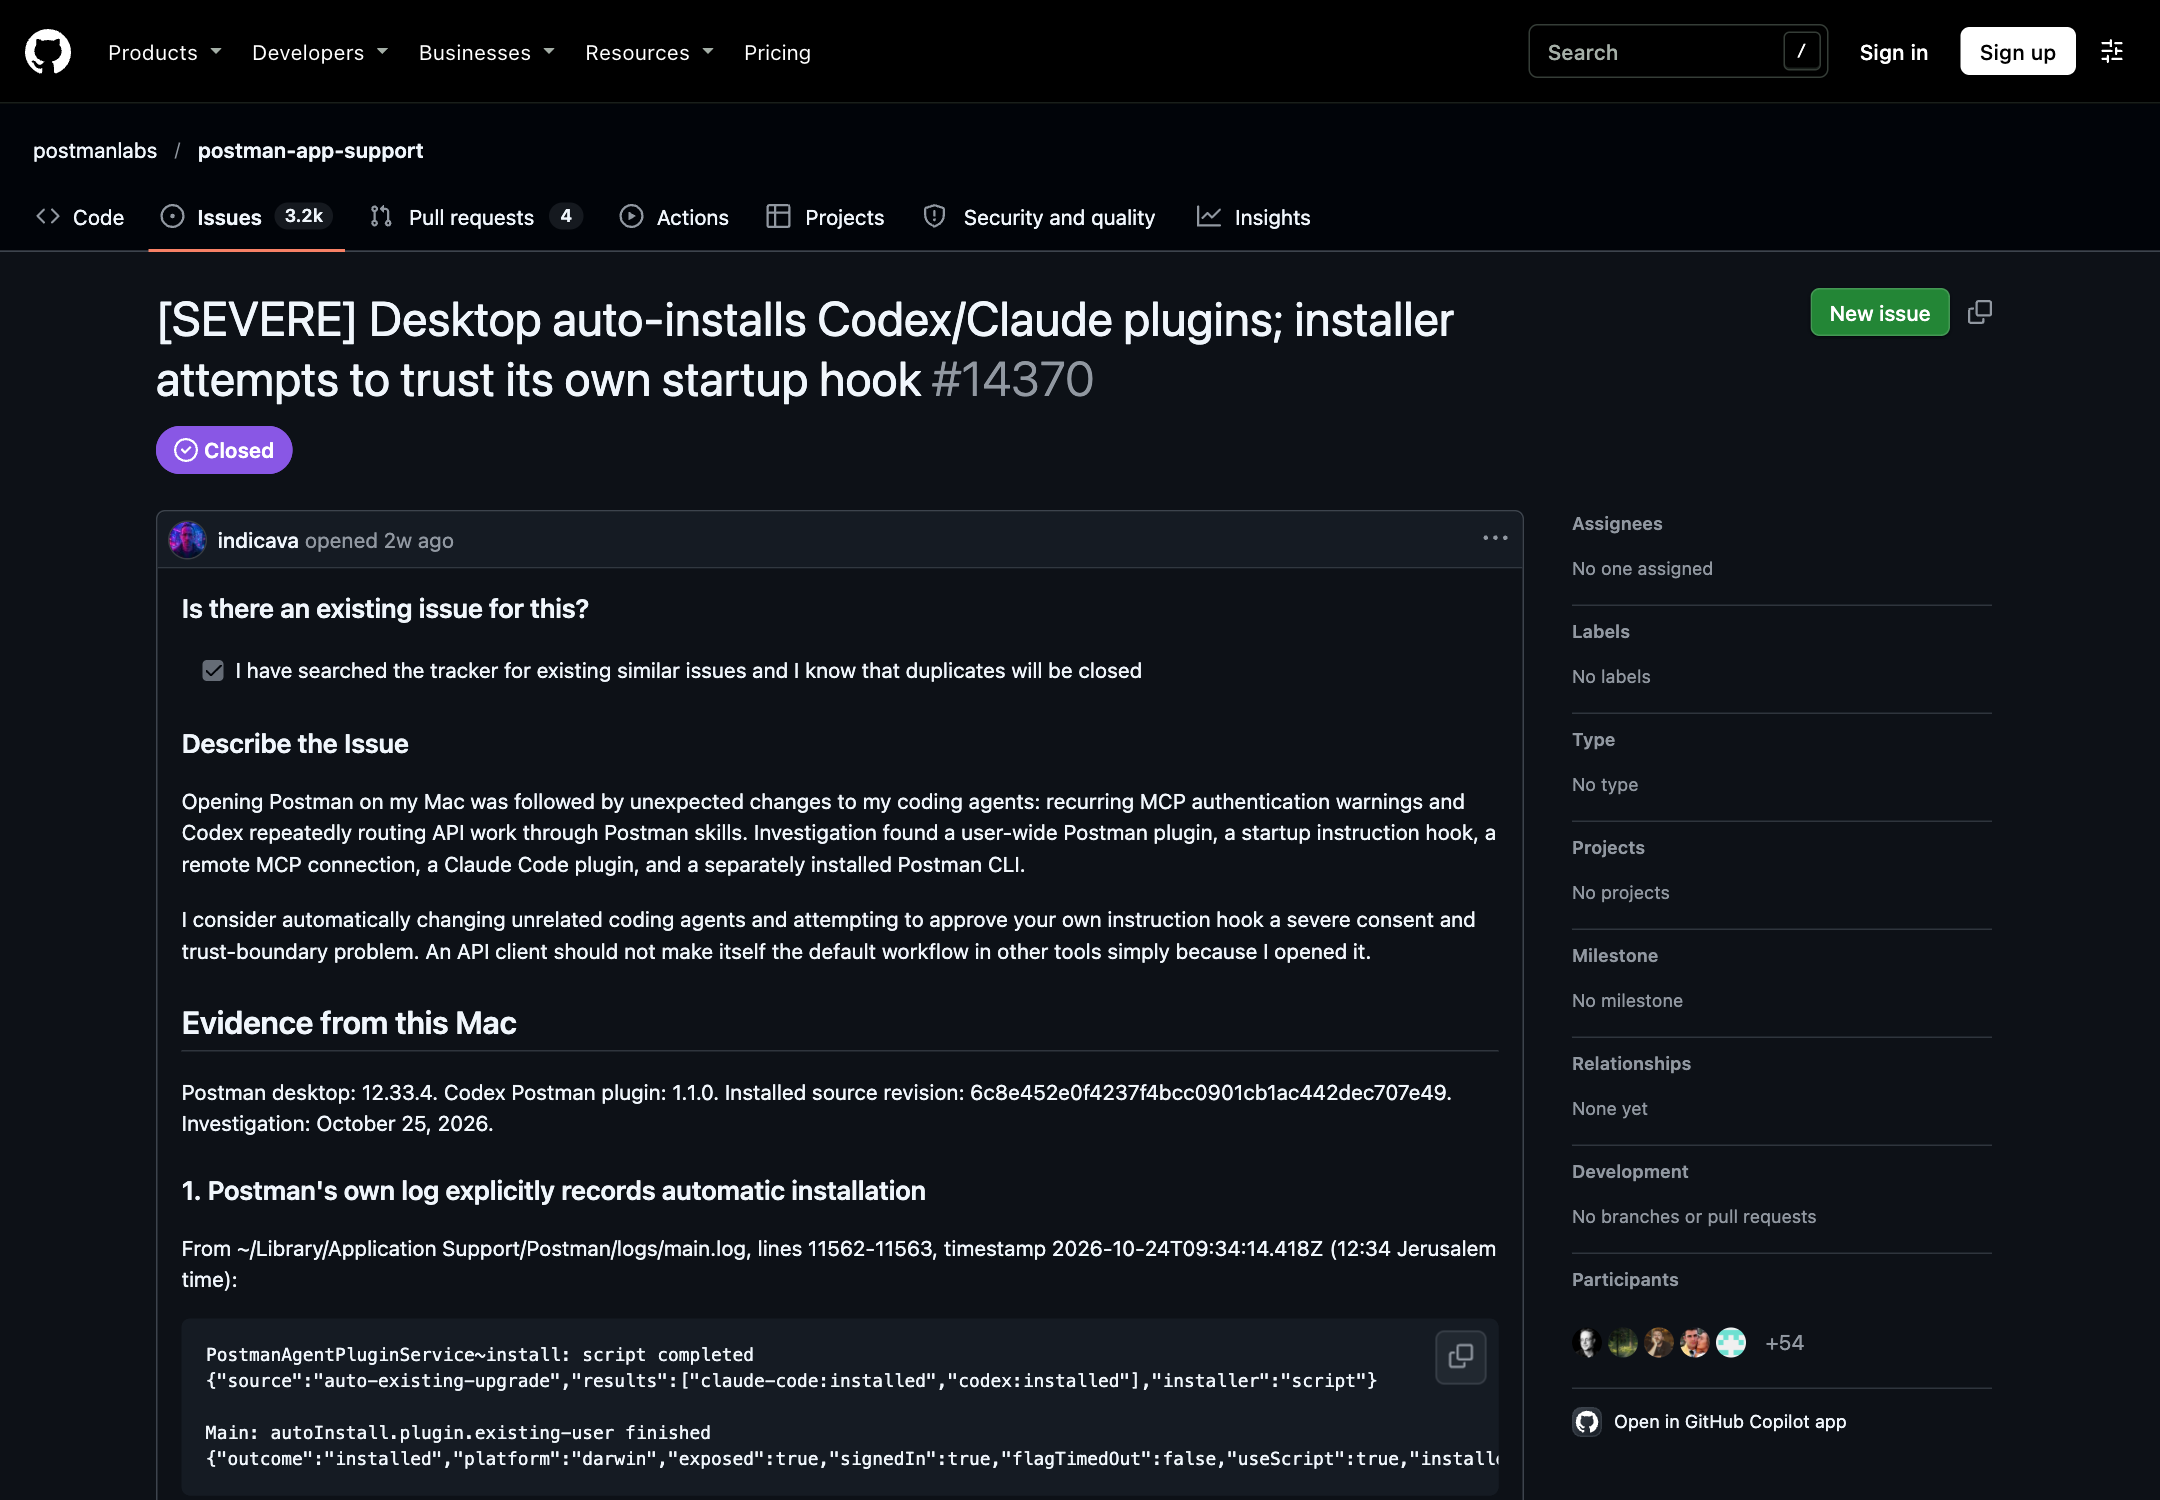 Products Developers Businesses Resources Pricing Search / Sign in Sign up
postmanlabs / postman-app-support
Code Issues 3.2k Pull requests 4 Actions Projects Security and quality Insights
[SEVERE] Desktop auto-installs Codex/Claude plugins; installer
attempts to trust its own startup hook #14370
New issue
Closed
indicava opened 2w ago
Is there an existing issue for this?
I have searched the tracker for existing similar issues and I know that duplicates will be closed
Describe the Issue
Opening Postman on my Mac was followed by unexpected changes to my coding agents: recurring MCP authentication warnings and
Codex repeatedly routing API work through Postman skills. Investigation found a user-wide Postman plugin, a startup instruction hook, a
remote MCP connection, a Claude Code plugin, and a separately installed Postman CLI.
I consider automatically changing unrelated coding agents and attempting to approve your own instruction hook a severe consent and
trust-boundary problem. An API client should not make itself the default workflow in other tools simply because I opened it.
Evidence from this Mac
Postman desktop: 12.33.4. Codex Postman plugin: 1.1.0. Installed source revision: 6c8e452e0f4237f4bcc0901cb1ac442dec707e49.
Investigation: October 25, 2026.
1. Postman's own log explicitly records automatic installation
From ~/Library/Application Support/Postman/logs/main.log, lines 11562-11563, timestamp 2026-10-24T09:34:14.418Z (12:34 Jerusalem
time):
PostmanAgentPluginService~install: script completed
{"source":"auto-existing-upgrade","results":["claude-code:installed","codex:installed"],"installer":"script"}
Main: autoInstall.plugin.existing-user finished
{"outcome":"installed","platform":"darwin","exposed":true,"signedIn":true,"flagTimedOut":false,"useScript":true,"install
Assignees
No one assigned
Labels
No labels
Type
No type
Projects
No projects
Milestone
No milestone
Relationships
None yet
Development
No branches or pull requests
Participants
+54
Open in GitHub Copilot app